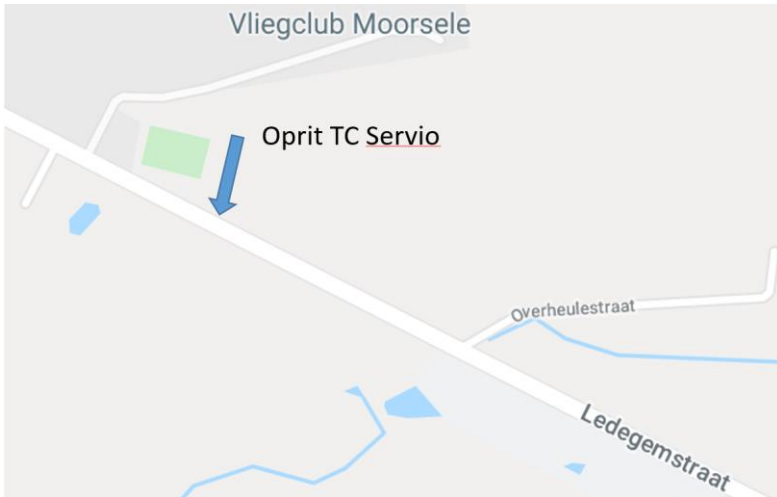 Vliegclub Moorsele
Oprit TC Servio
Overheulestraat
Ledegemstraat